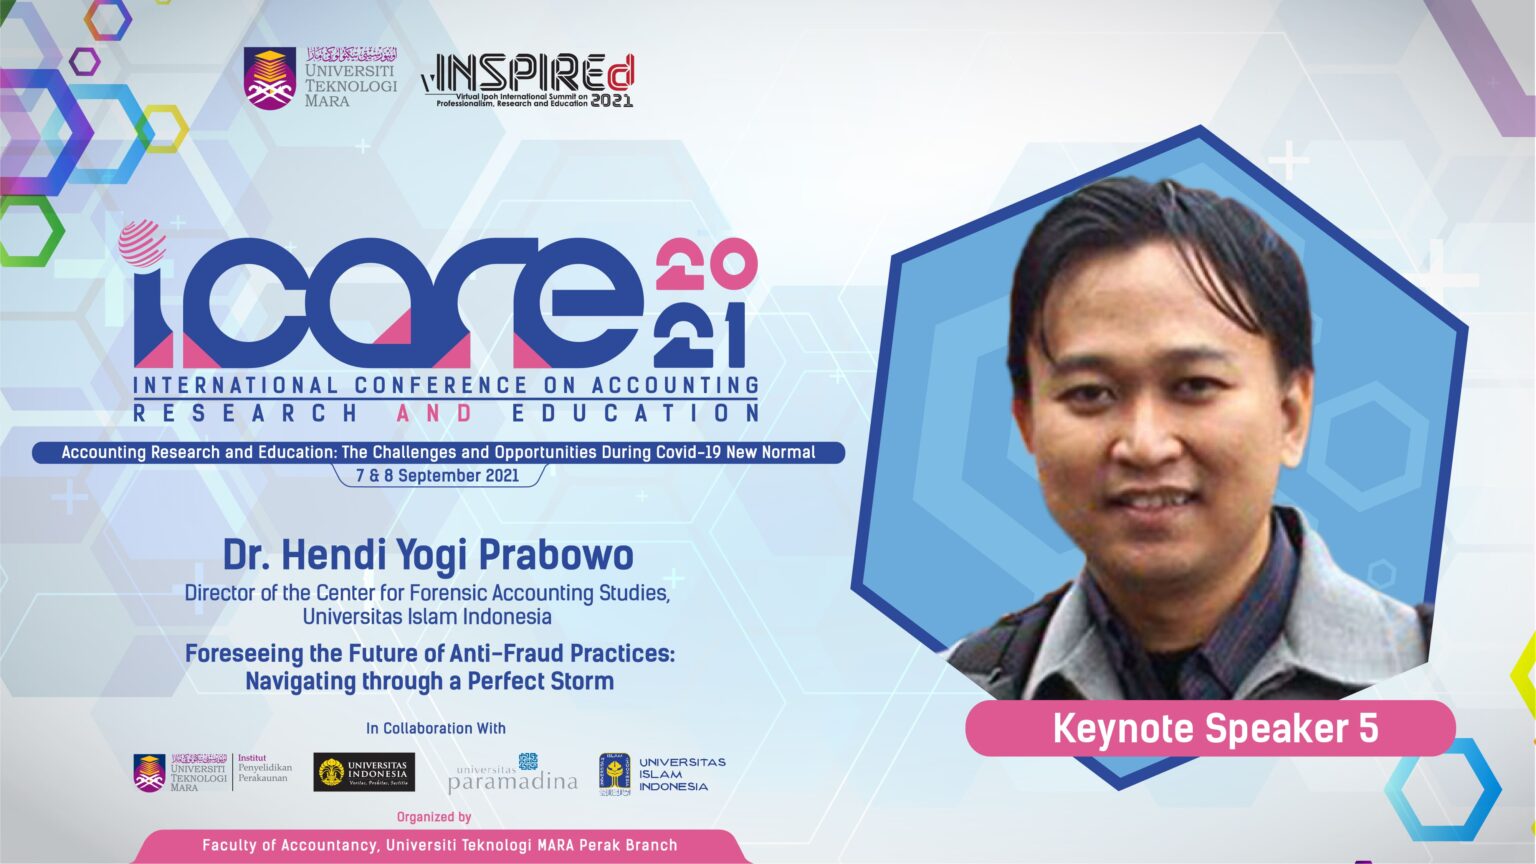 UNIVERSITI
TEKNOLOGI
MARA
VINSPIREd
Virtual Ipoh International Summit on
Professionalism, Research and Education 2021
icare 2021
INTERNATIONAL CONFERENCE ON ACCOUNTING
RESEARCH AND EDUCATION
Accounting Research and Education: The Challenges and Opportunities During Covid-19 New Normal
7 & 8 September 2021
Dr. Hendi Yogi Prabowo
Director of the Center for Forensic Accounting Studies,
Universitas Islam Indonesia
Foreseeing the Future of Anti-Fraud Practices:
Navigating through a Perfect Storm
Keynote Speaker 5
In Collaboration With
UNIVERSITI
TEKNOLOGI
MARA
Institut
Penyelidikan
Perakaunan
UNIVERSITAS
INDONESIA
Veritas, Probitas, Iustitia
universitas
paramadina
UNIVERSITAS
ISLAM
INDONESIA
Organized by
Faculty of Accountancy, Universiti Teknologi MARA Perak Branch